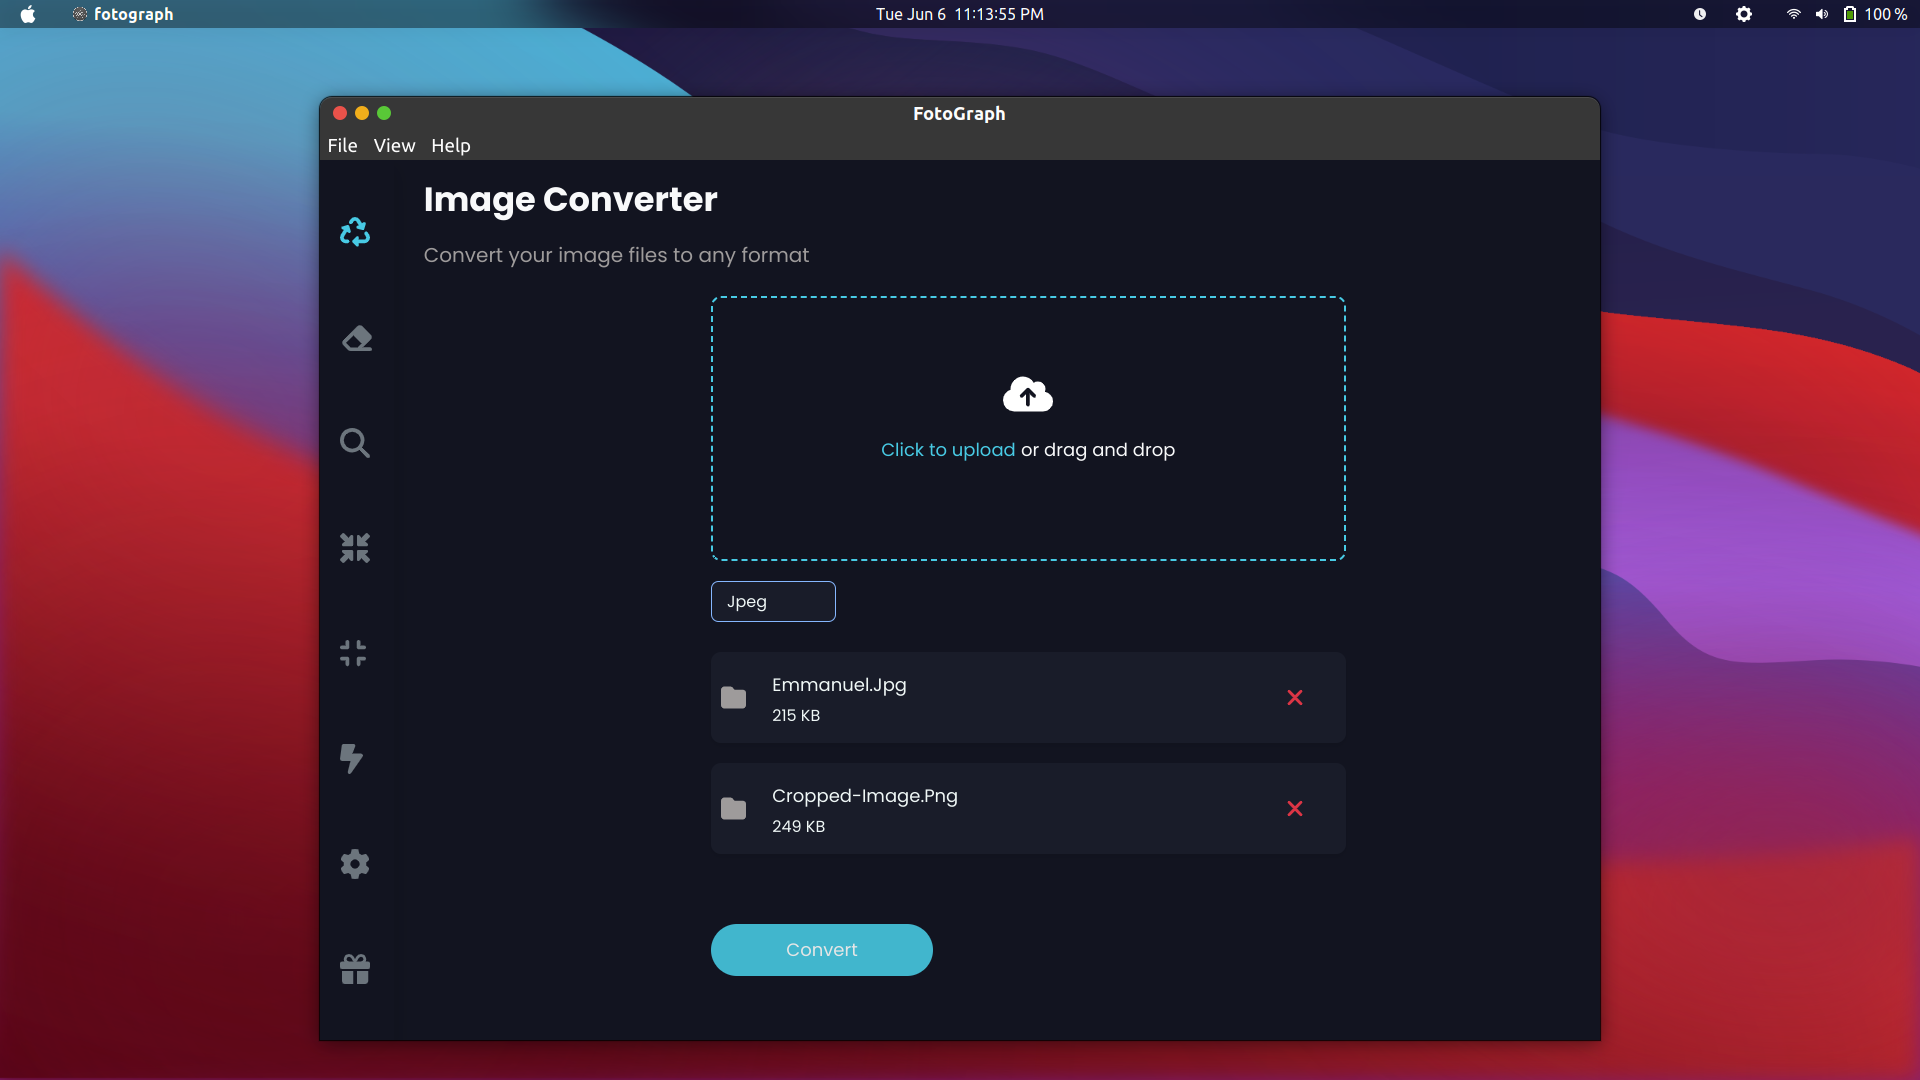 fotograph
Tue Jun 6 11:13:55 PM
100 %
FotoGraph
File View Help
Image Converter
Convert your image files to any format
Click to upload or drag and drop
Jpeg
Emmanuel.Jpg
215 KB
Cropped-Image.Png
249 KB
Convert